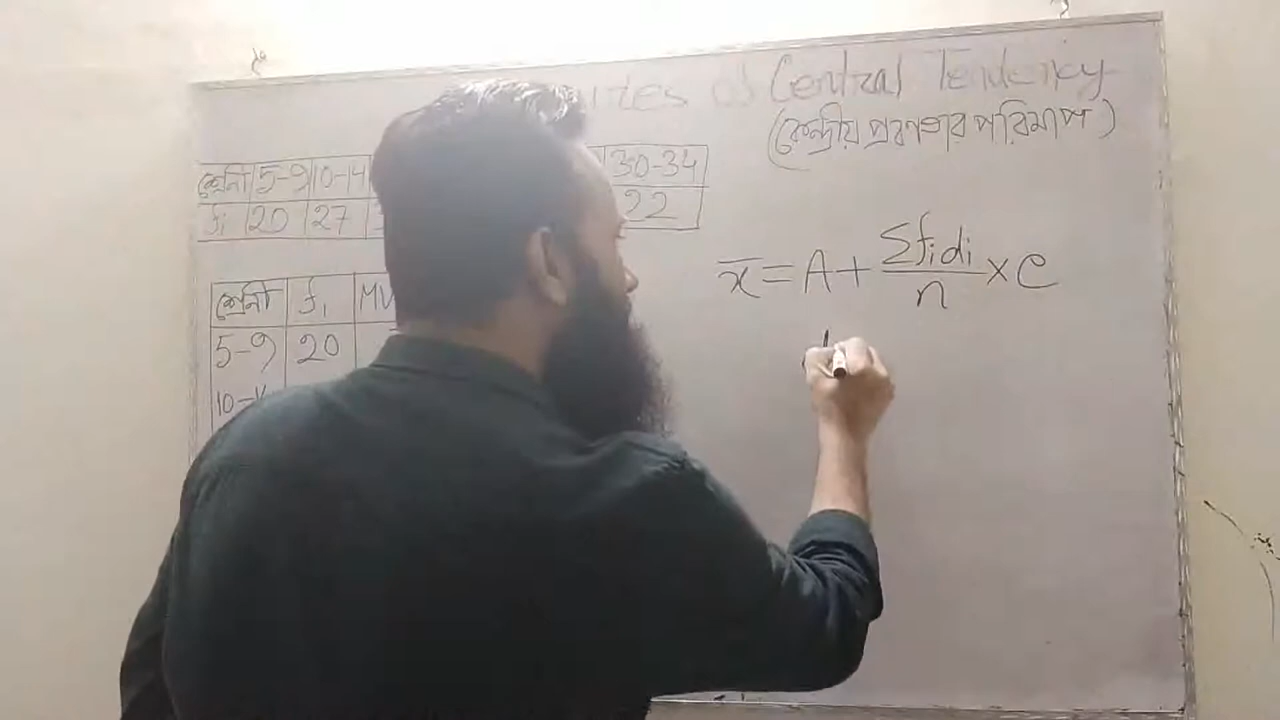 Central Tendency
(কেন্দ্রীয় প্রবণতার পরিমাপ)
শ্রেনী 5-9 10-14 30-34
fi 20 27 22
x̄ = A + Σfidi/n × C
শ্রেনী fi
5-9 20